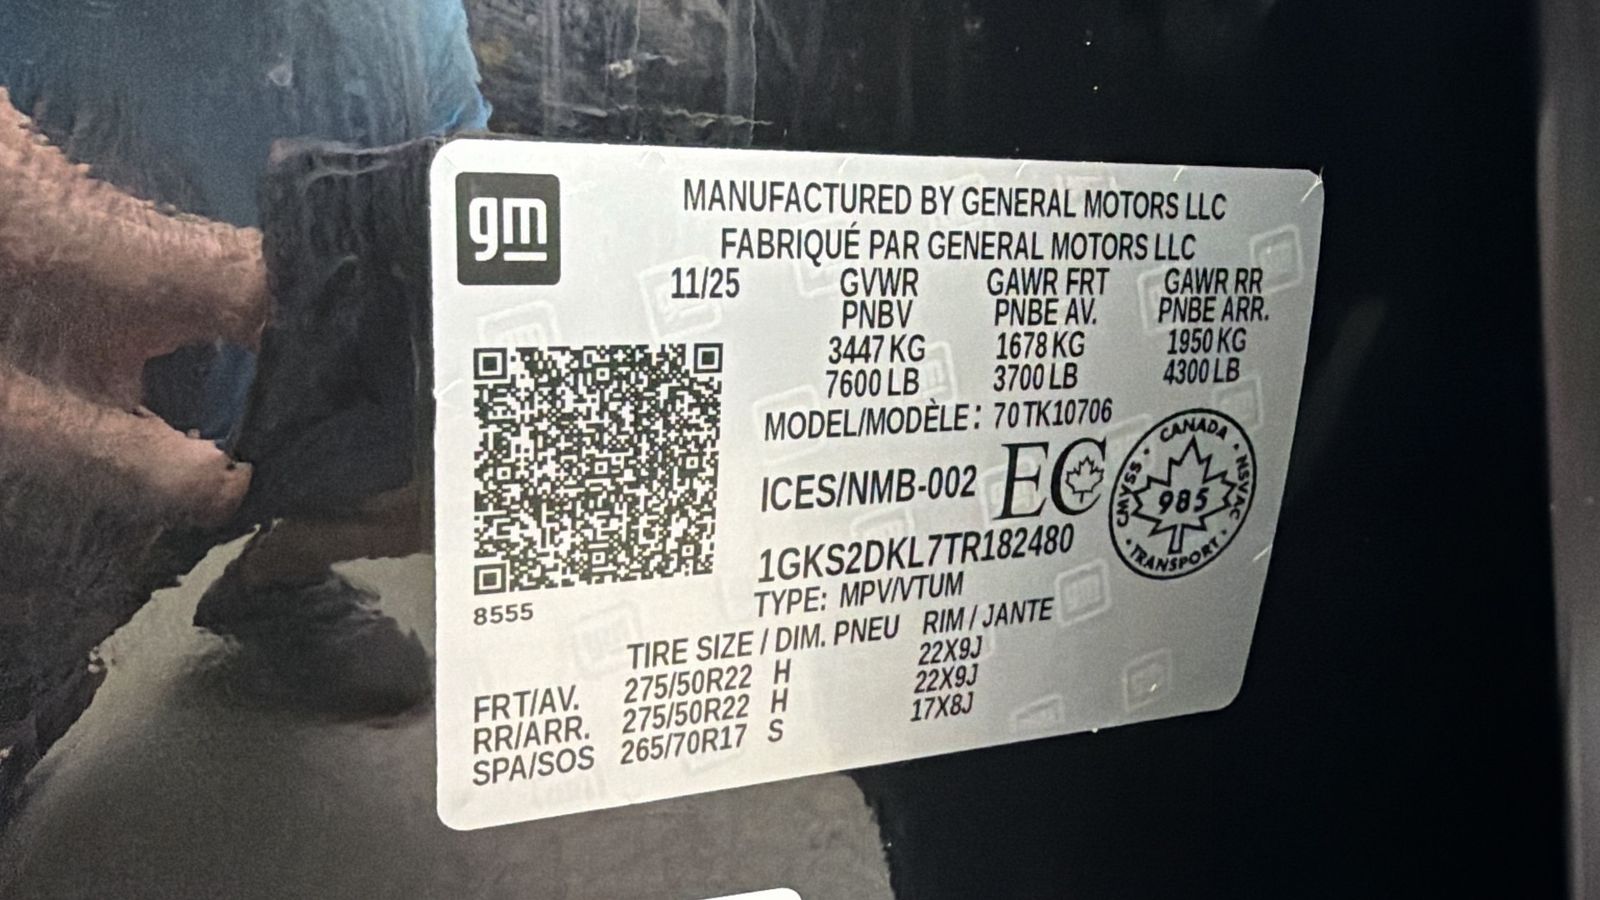 gm
MANUFACTURED BY GENERAL MOTORS LLC
FABRIQUÉ PAR GENERAL MOTORS LLC
11/25 GVWR GAWR FRT GAWR RR
PNBV PNBE AV. PNBE ARR.
3447 KG 1678 KG 1950 KG
7600 LB 3700 LB 4300 LB
MODEL/MODÈLE: 70TK10706
ICES/NMB-002 EC
CANADA · NSVAC · TRANSPORT · CMVSS ·
985
1GKS2DKL7TR182480
8555
TYPE: MPV/VTUM
TIRE SIZE / DIM. PNEU RIM / JANTE
FRT/AV. 275/50R22 H 22X9J
RR/ARR. 275/50R22 H 22X9J
SPA/SOS 265/70R17 S 17X8J